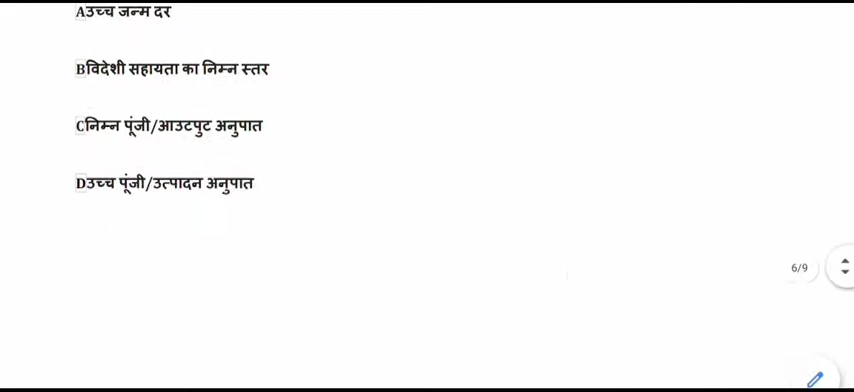 Aउच्च जन्म दर
Bविदेशी सहायता का निम्न स्तर
Cनिम्न पूंजी/आउटपुट अनुपात
Dउच्च पूंजी/उत्पादन अनुपात
6/9